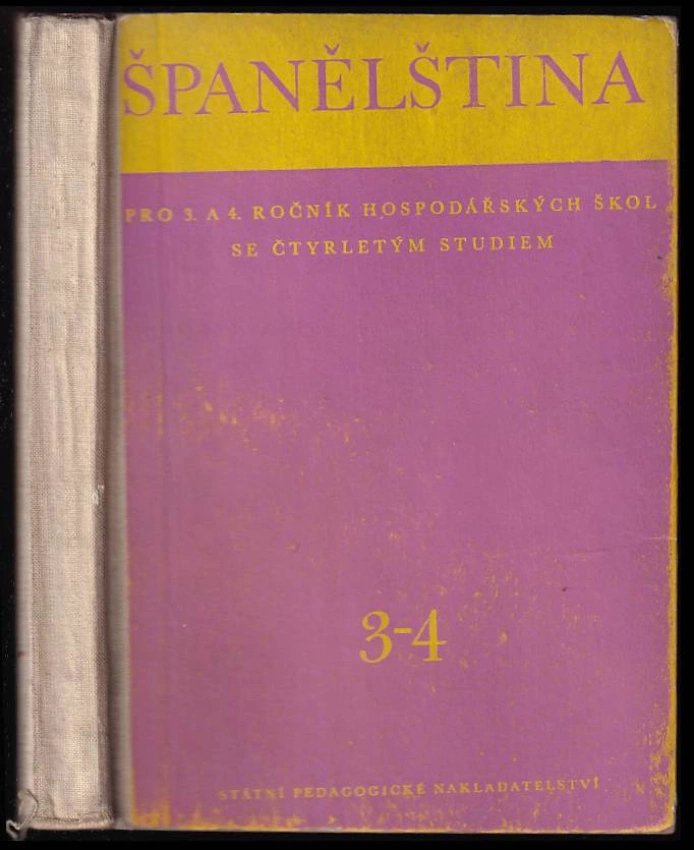 ŠPANĚLŠTINA
PRO 3. A 4. ROČNÍK HOSPODÁŘSKÝCH ŠKOL
SE ČTYRLETÝM STUDIEM
3-4
STÁTNÍ PEDAGOGICKÉ NAKLADATELSTVÍ